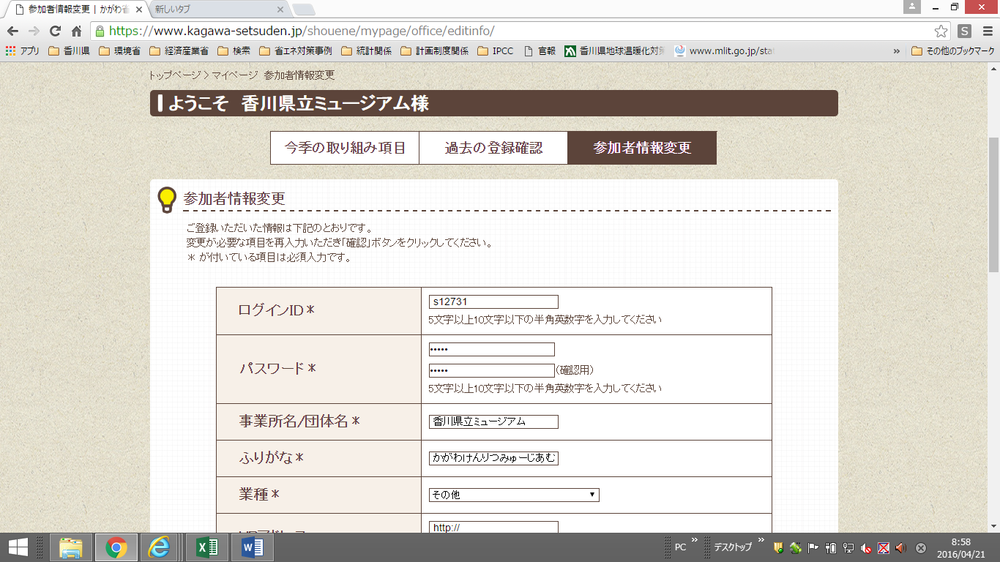 参加者情報変更 | かがわ省
新しいタブ
https://www.kagawa-setsuden.jp/shouene/mypage/office/editinfo/
S
アプリ 香川県 環境省 経済産業省 検索 省エネ対策事例 統計関係 計画制度関係 IPCC 官報 香川県地球温暖化対策 www.mlit.go.jp/stat » その他のブックマーク
トップページ > マイページ 参加者情報変更
ようこそ 香川県立ミュージアム様
今季の取り組み項目 過去の登録確認 参加者情報変更
参加者情報変更
ご登録いただいた情報は下記のとおりです。
変更が必要な項目を再入力いただき「確認」ボタンをクリックしてください。
＊ が付いている項目は必須入力です。
ログインID＊ s12731
5文字以上10文字以下の半角英数字を入力してください
パスワード＊ •••••
•••••(確認用)
5文字以上10文字以下の半角英数字を入力してください
事業所名/団体名＊ 香川県立ミュージアム
ふりがな＊ かがわけんりつみゅーじあむ
業種＊ その他
http://
PC » デスクトップ »
8:58
2016/04/21